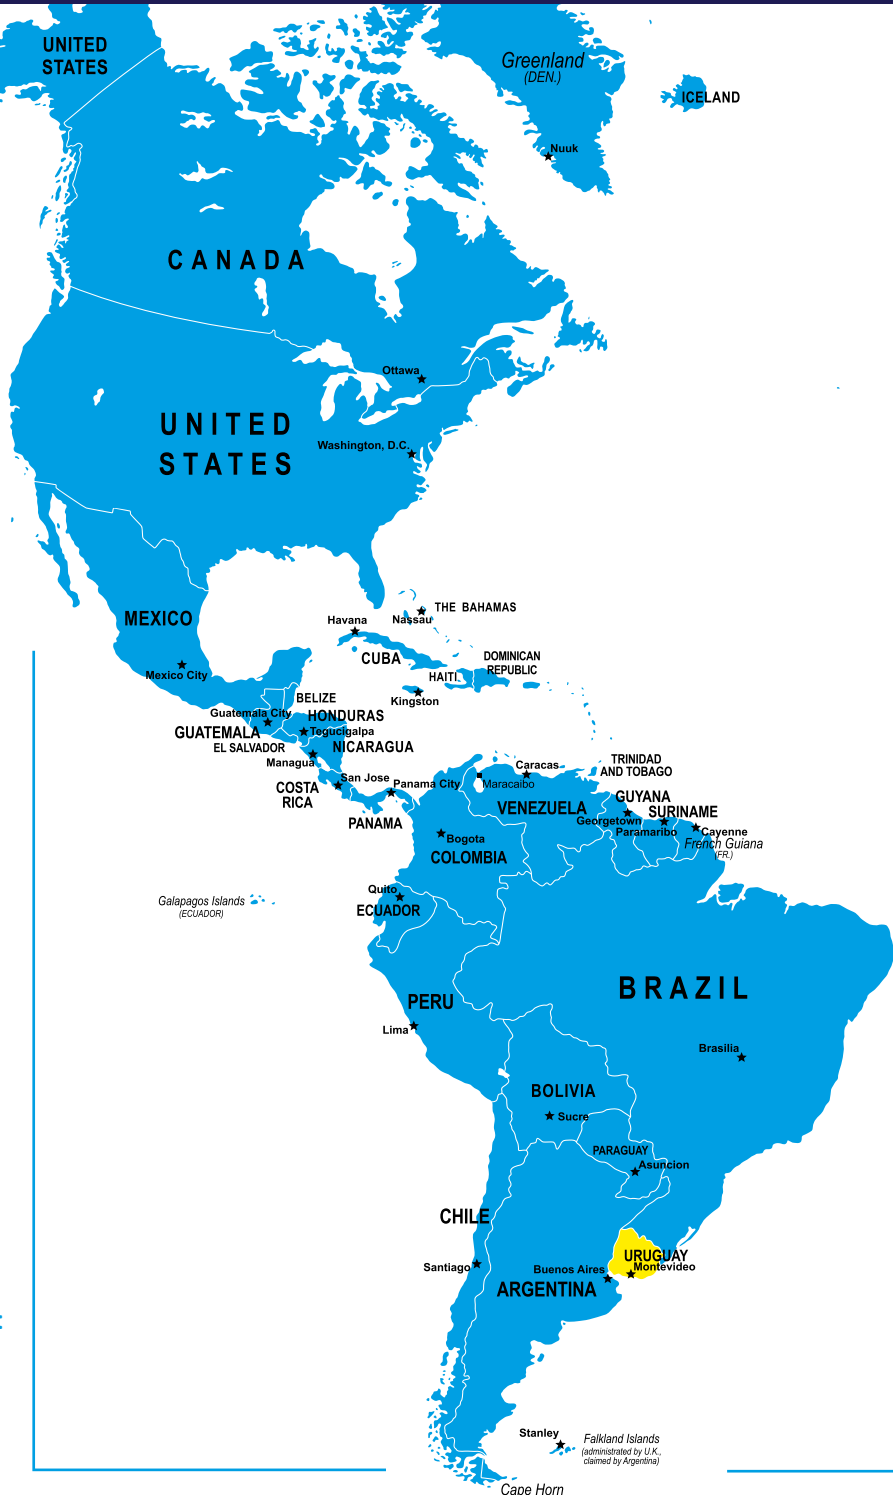 UNITED
STATES
Greenland
(DEN.)
ICELAND
Nuuk
CANADA
Ottawa
UNITED
STATES
Washington, D.C.
MEXICO
Mexico City
Havana
Nassau
THE BAHAMAS
CUBA
DOMINICAN
REPUBLIC
HAITI
Kingston
BELIZE
Guatemala City
HONDURAS
GUATEMALA
Tegucigalpa
EL SALVADOR
NICARAGUA
Managua
San Jose
COSTA
RICA
Panama City
PANAMA
Caracas
Maracaibo
TRINIDAD
AND TOBAGO
VENEZUELA
GUYANA
Georgetown
SURINAME
Paramaribo
Cayenne
French Guiana
(FR.)
Bogota
COLOMBIA
Quito
ECUADOR
Galapagos Islands
(ECUADOR)
PERU
Lima
BRAZIL
Brasilia
BOLIVIA
Sucre
PARAGUAY
Asuncion
CHILE
Santiago
URUGUAY
Montevideo
Buenos Aires
ARGENTINA
Stanley
Falkland Islands
(administrated by U.K.,
claimed by Argentina)
Cape Horn